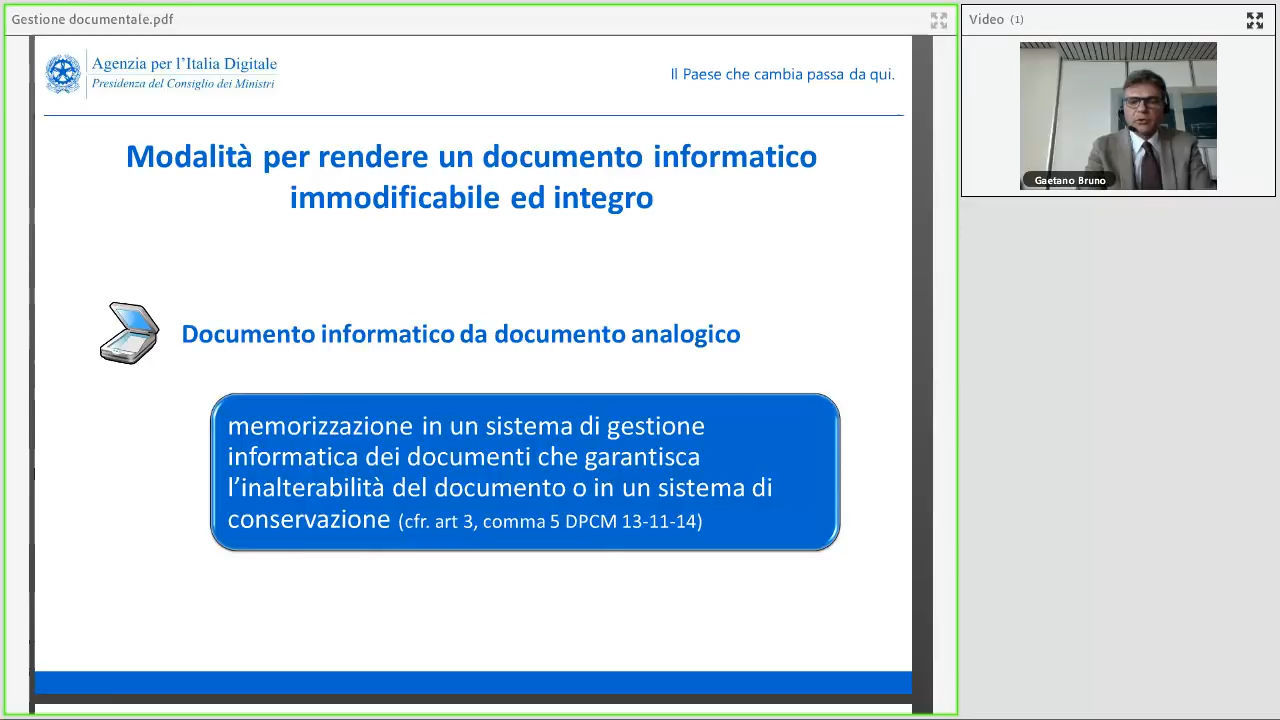 Gestione documentale.pdf
Agenzia per l'Italia Digitale
Presidenza del Consiglio dei Ministri
Il Paese che cambia passa da qui.
Modalità per rendere un documento informatico
immodificabile ed integro
Documento informatico da documento analogico
memorizzazione in un sistema di gestione
informatica dei documenti che garantisca
l'inalterabilità del documento o in un sistema di
conservazione (cfr. art 3, comma 5 DPCM 13-11-14)
Video (1)
Gaetano Bruno